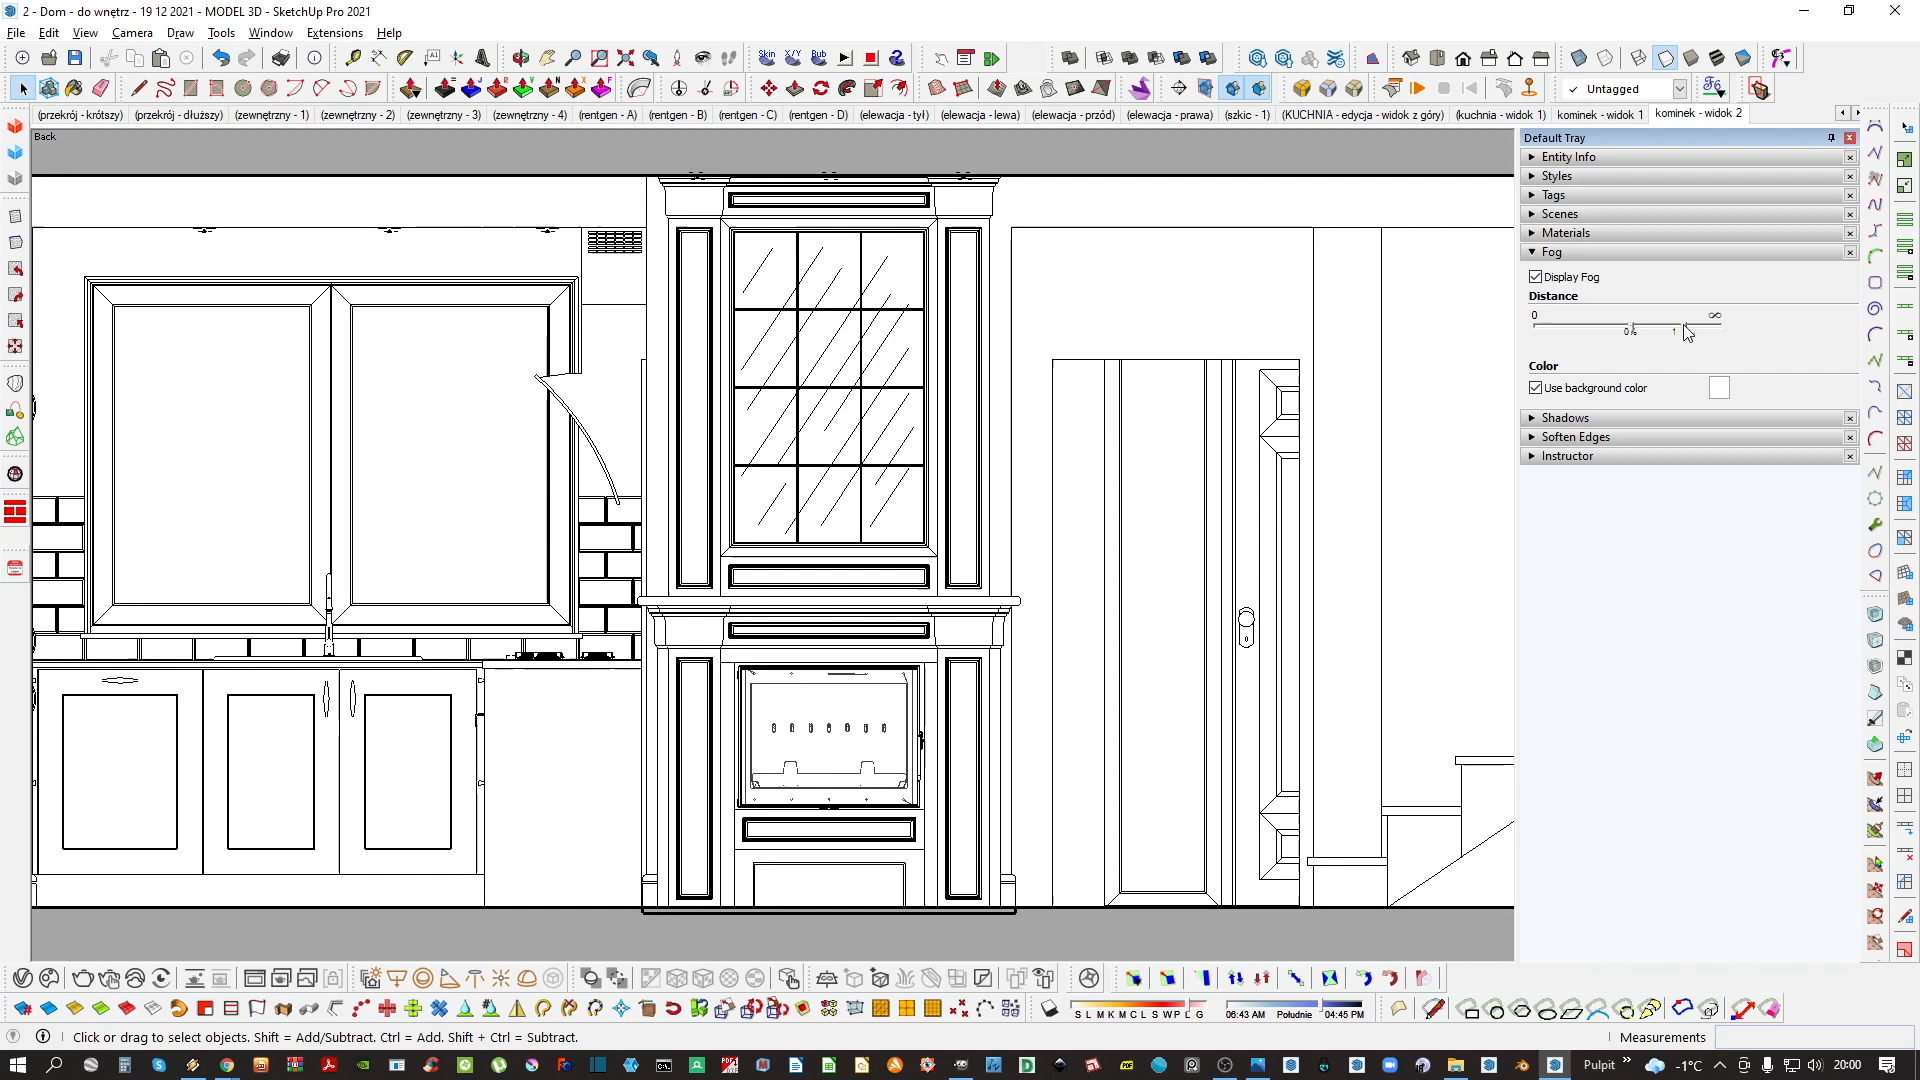 2 - Dom - do wnętrz - 19 12 2021 - MODEL 3D - SketchUp Pro 2021
File Edit View Camera Draw Tools Window Extensions Help
Skin X/Y Bub
Untagged
(przekrój - krótszy) (przekrój - dłuższy) (zewnętrzny - 1) (zewnętrzny - 2) (zewnętrzny - 3) (zewnętrzny - 4) (rentgen - A) (rentgen - B) (rentgen - C) (rentgen - D) (elewacja - tył) (elewacja - lewa) (elewacja - przód) (elewacja - prawa) (szkic - 1) (KUCHNIA - edycja - widok z góry) (kuchnia - widok 1) kominek - widok 1 kominek - widok 2
Back
Default Tray
Entity Info
Styles
Tags
Scenes
Materials
Fog
Display Fog
Distance
0 ∞
0% 1
Color
Use background color
Shadows
Soften Edges
Instructor
S L M K M C L S W P L G 06:43 AM Południe 04:45 PM
Click or drag to select objects. Shift = Add/Subtract. Ctrl = Add. Shift + Ctrl = Subtract. Measurements
Pulpit -1°C 20:00